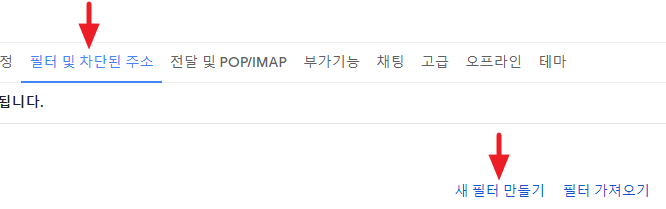 정 필터 및 차단된 주소 전달 및 POP/IMAP 부가기능 채팅 고급 오프라인 테마
됩니다.
새 필터 만들기 필터 가져오기